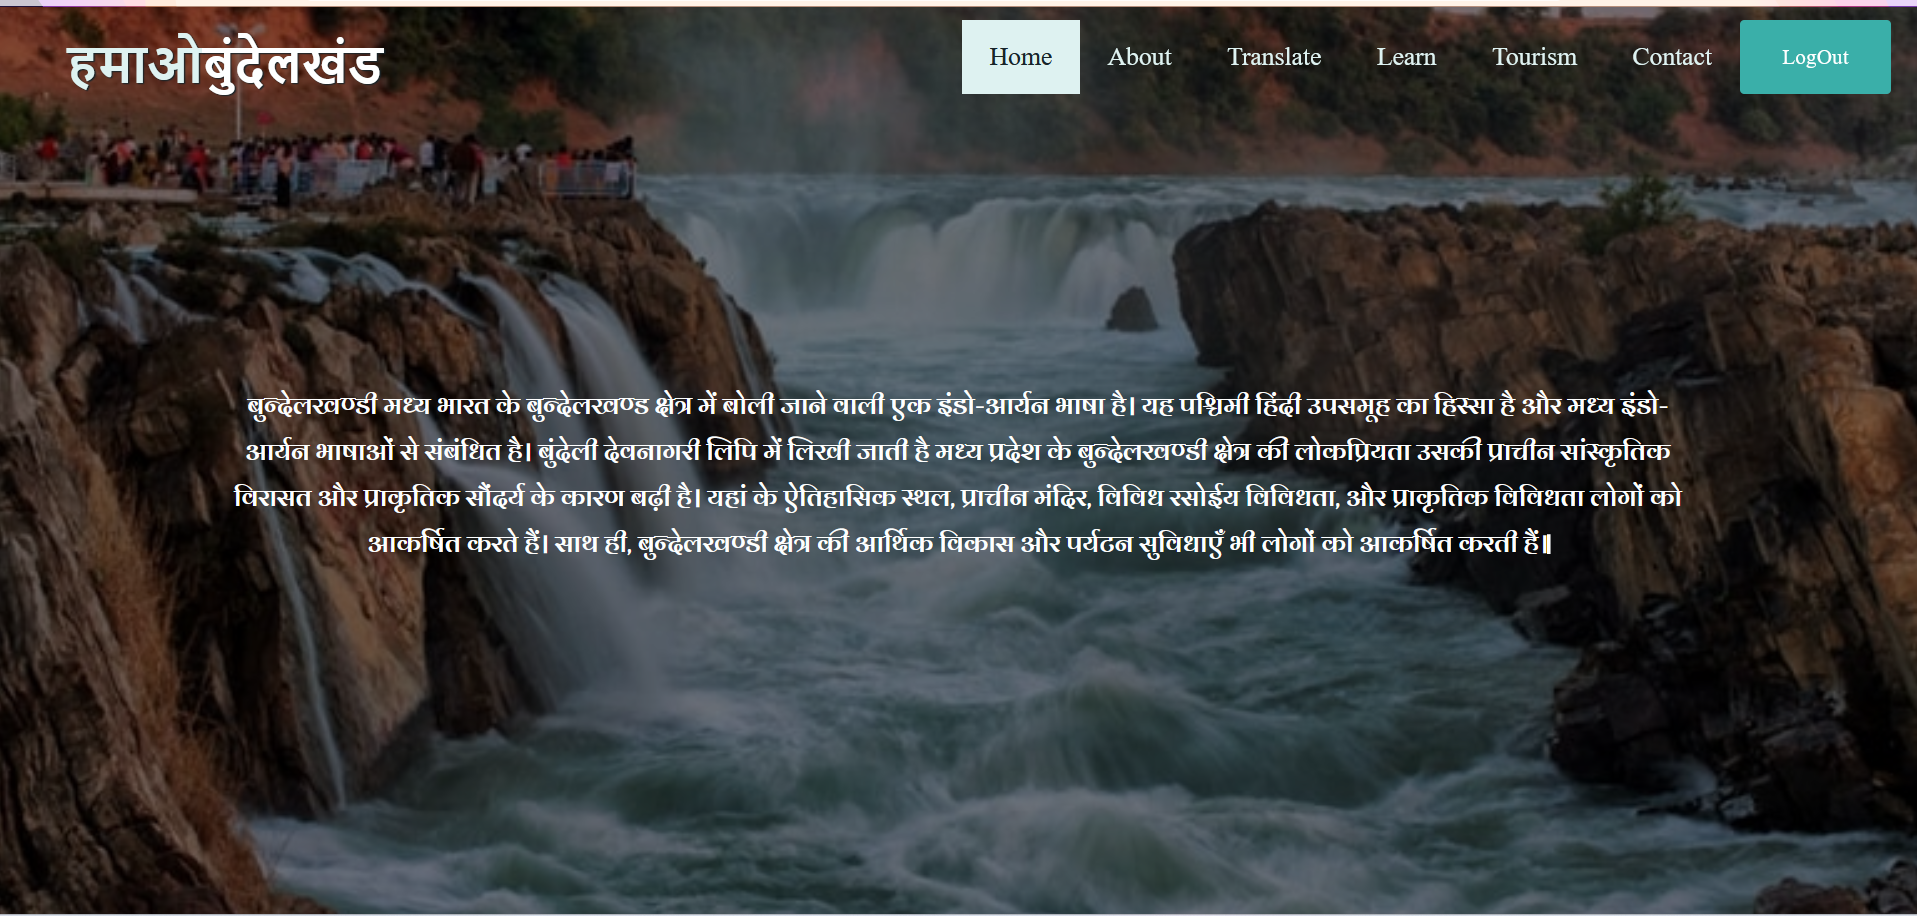 हमाओबुंदेलखंड
Home About Translate Learn Tourism Contact LogOut
बुन्देलखण्डी मध्य भारत के बुन्देलखण्ड क्षेत्र में बोली जाने वाली एक इंडो-आर्यन भाषा है। यह पश्चिमी हिंदी उपसमूह का हिस्सा है और मध्य इंडो-
आर्यन भाषाओं से संबंधित है। बुंदेली देवनागरी लिपि में लिखी जाती है मध्य प्रदेश के बुन्देलखण्डी क्षेत्र की लोकप्रियता उसकी प्राचीन सांस्कृतिक
विरासत और प्राकृतिक सौंदर्य के कारण बढ़ी है। यहां के ऐतिहासिक स्थल, प्राचीन मंदिर, विविध रसोईय विविधता, और प्राकृतिक विविधता लोगों को
आकर्षित करते हैं। साथ ही, बुन्देलखण्डी क्षेत्र की आर्थिक विकास और पर्यटन सुविधाएँ भी लोगों को आकर्षित करती हैं।